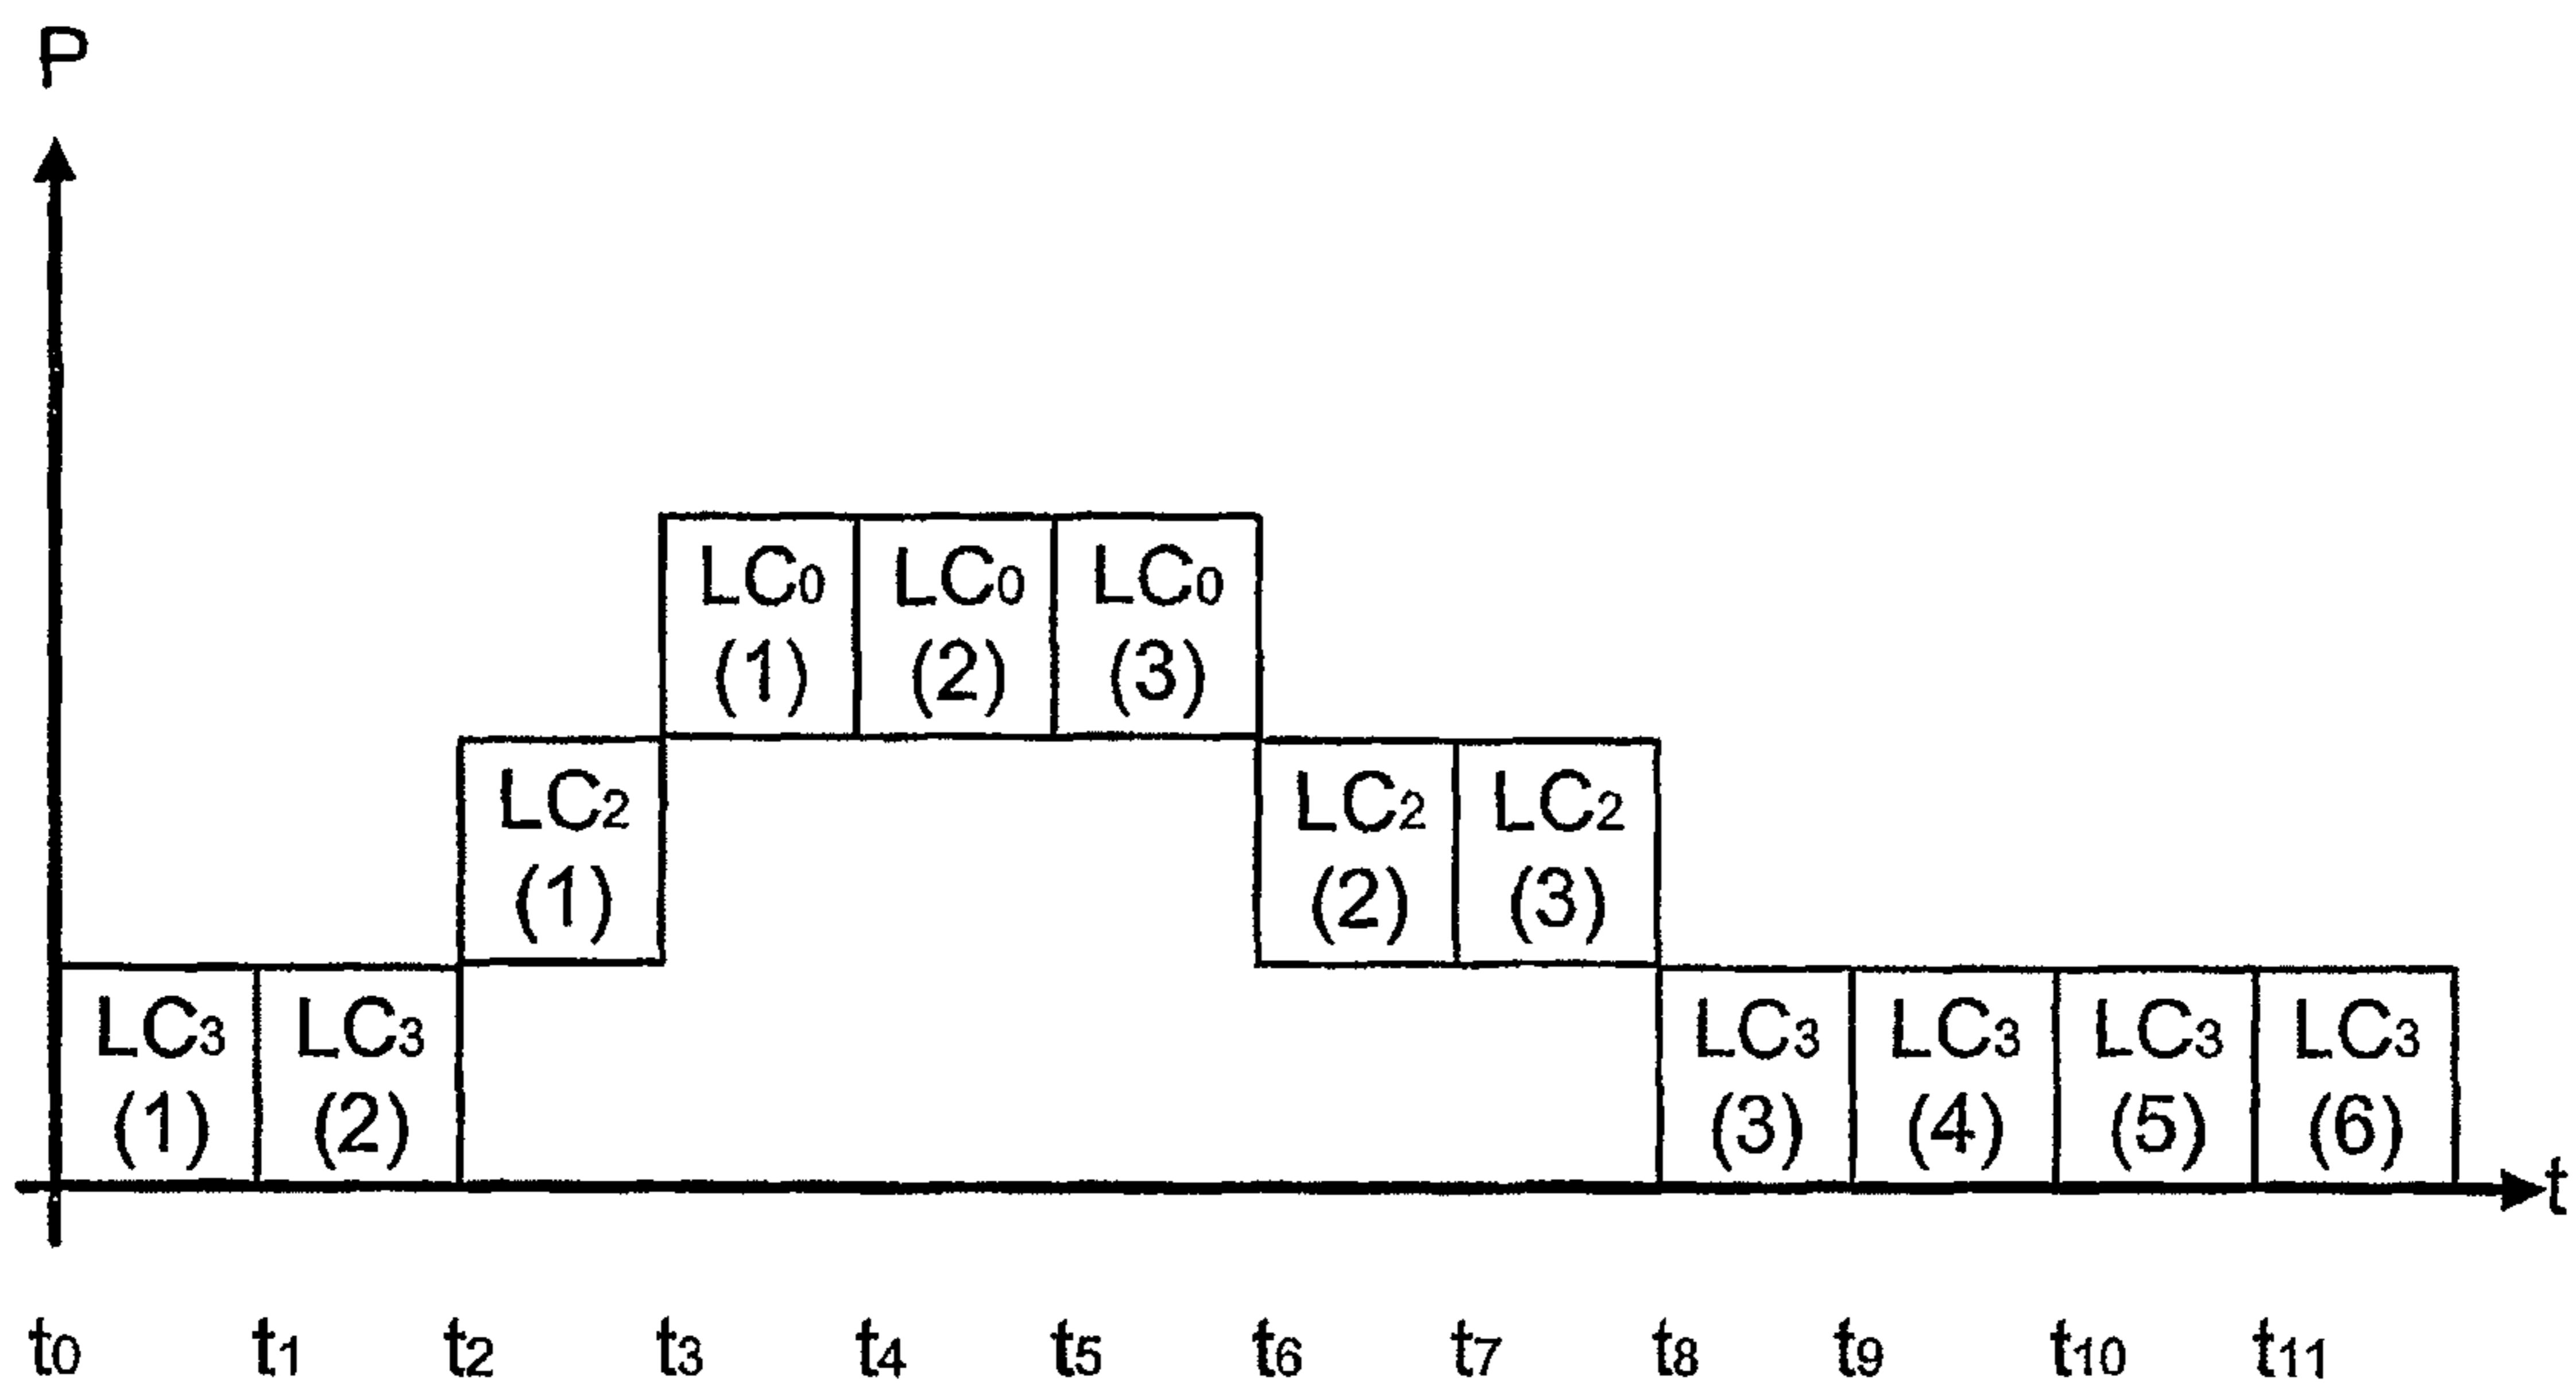 P
LC0 LC0 LC0
(1) (2) (3)
LC2 LC2 LC2
(1) (2) (3)
LC3 LC3 LC3 LC3 LC3 LC3
(1) (2) (3) (4) (5) (6)
t
t0 t1 t2 t3 t4 t5 t6 t7 t8 t9 t10 t11